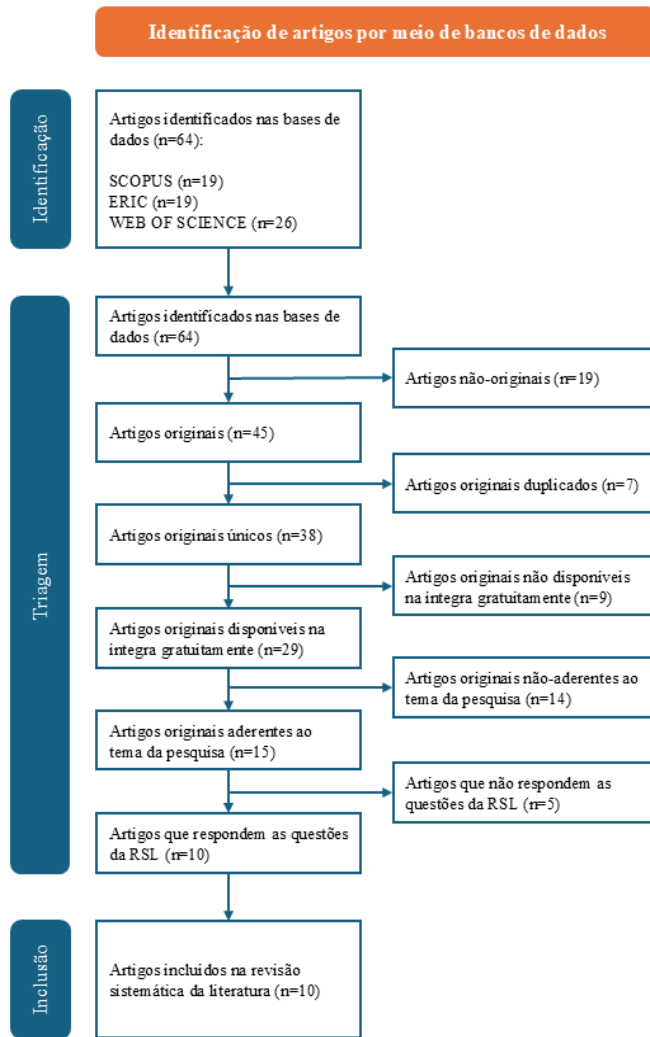 Identificação de artigos por meio de bancos de dados
Identificação
Artigos identificados nas bases de
dados (n=64):
SCOPUS (n=19)
ERIC (n=19)
WEB OF SCIENCE (n=26)
Triagem
Artigos identificados nas bases de
dados (n=64)
Artigos não-originais (n=19)
Artigos originais (n=45)
Artigos originais duplicados (n=7)
Artigos originais únicos (n=38)
Artigos originais não disponíveis
na íntegra gratuitamente (n=9)
Artigos originais disponíveis na
íntegra gratuitamente (n=29)
Artigos originais não-aderentes ao
tema da pesquisa (n=14)
Artigos originais aderentes ao
tema da pesquisa (n=15)
Artigos que não respondem as
questões da RSL (n=5)
Artigos que respondem as questões
da RSL (n=10)
Inclusão
Artigos incluídos na revisão
sistemática da literatura (n=10)